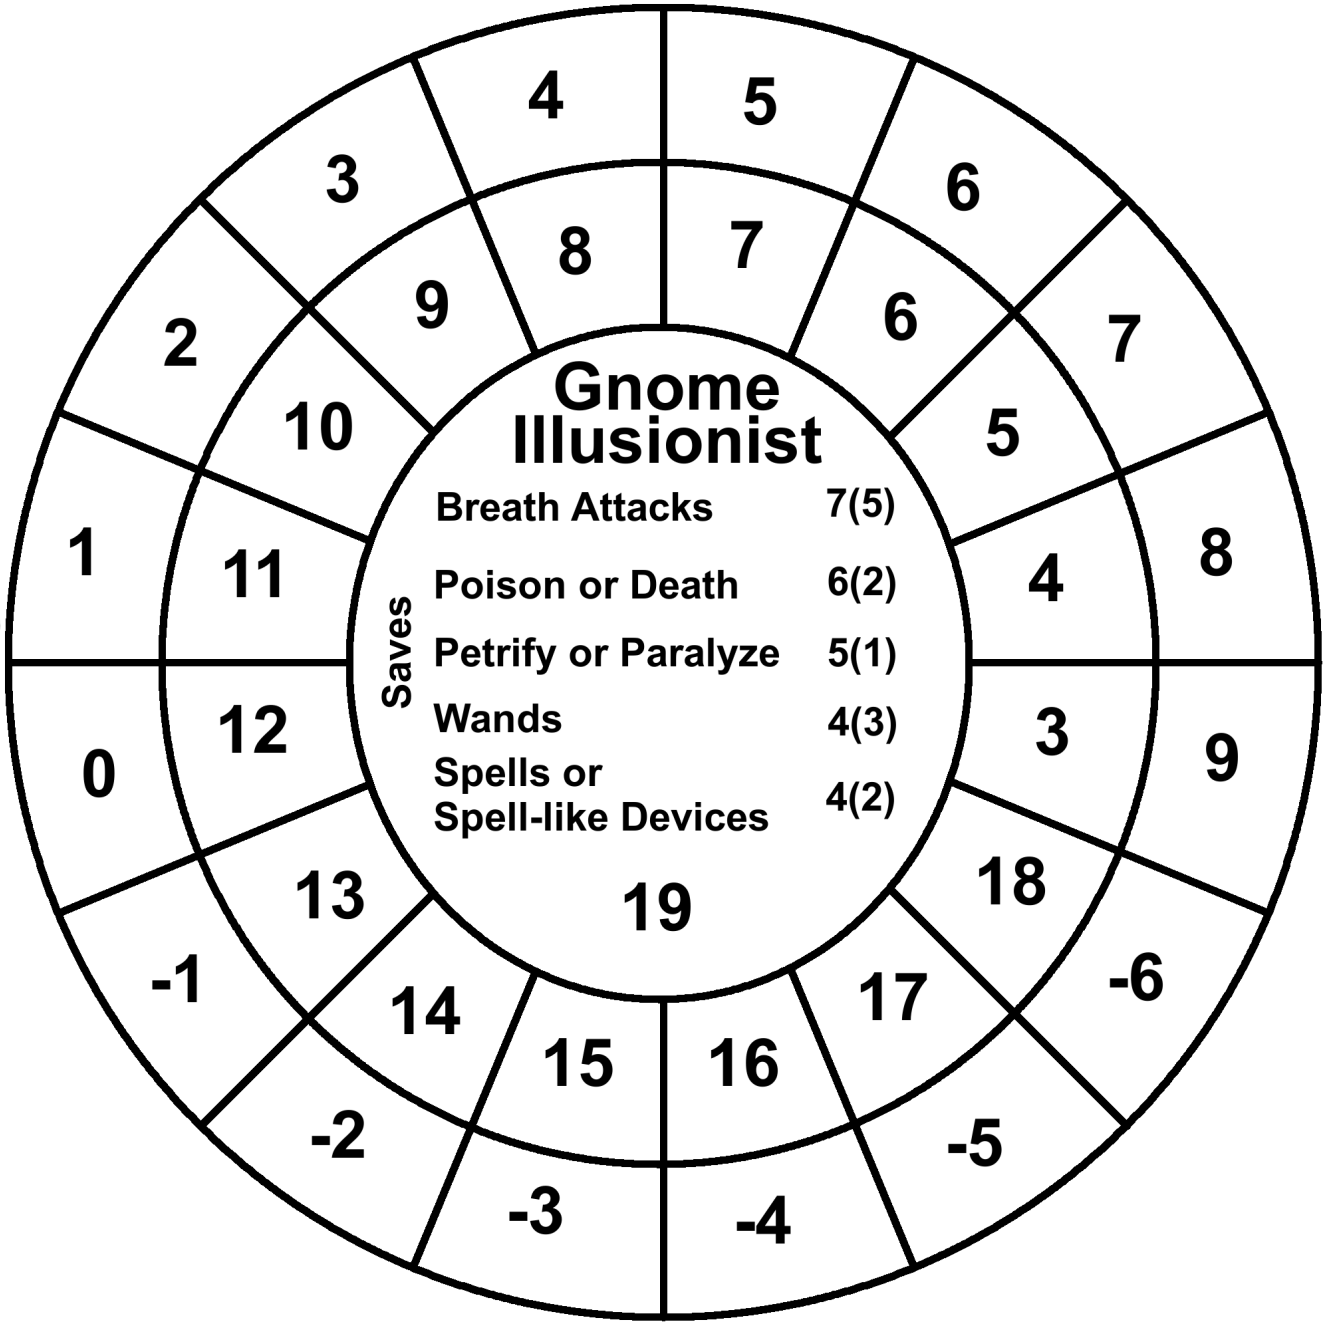 4 5
3 6
8 7
2 9 6 7
10 5
Gnome
Illusionist
Breath Attacks 7(5)
1 11 4 8
Poison or Death 6(2)
Saves
Petrify or Paralyze 5(1)
Wands 4(3)
0 12 3 9
Spells or
Spell-like Devices 4(2)
13 19 18
-1 -6
14 17
15 16
-2 -5
-3 -4